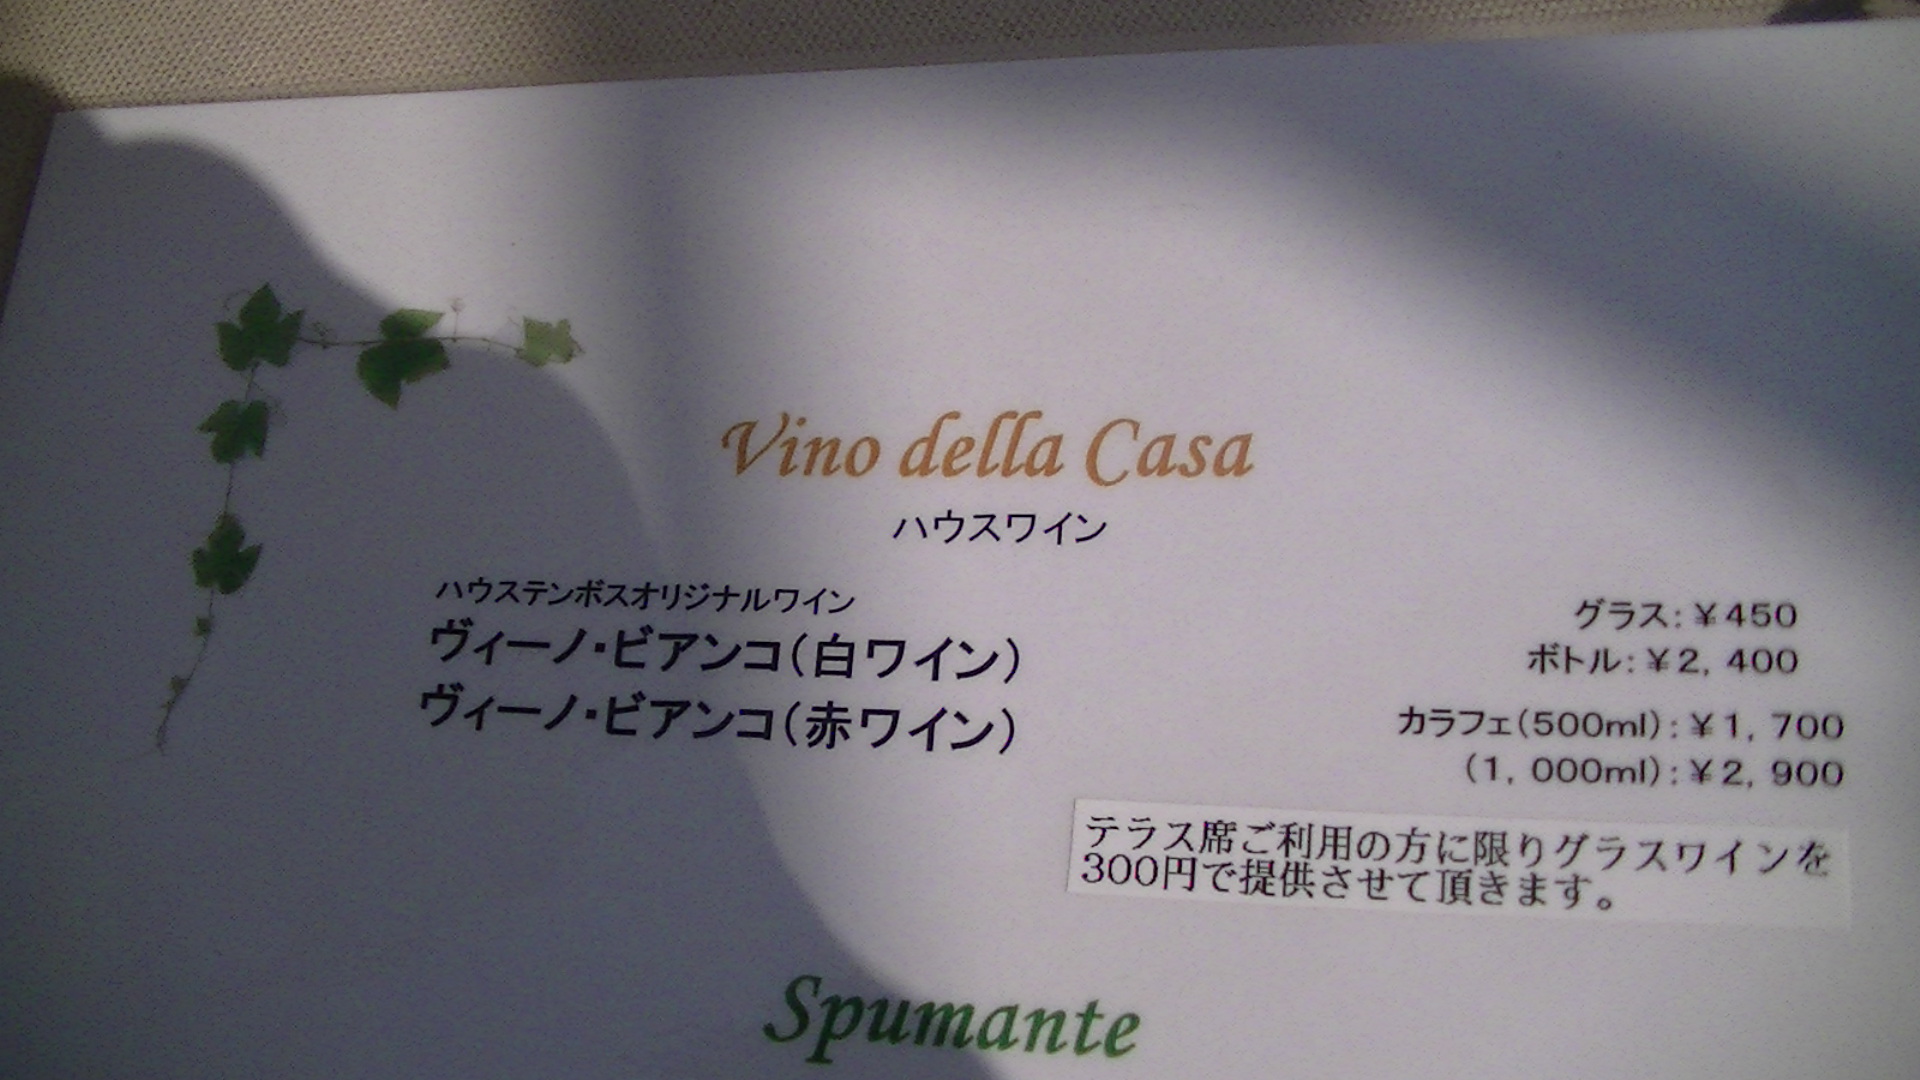 Vino della Casa
ハウスワイン
ハウステンボスオリジナルワイン
ヴィーノ・ビアンコ(白ワイン)
ヴィーノ・ビアンコ(赤ワイン)
グラス:¥450
ボトル:¥2,400
カラフェ(500ml):¥1,700
(1,000ml):¥2,900
テラス席ご利用の方に限りグラスワインを
300円で提供させて頂きます。
Spumante